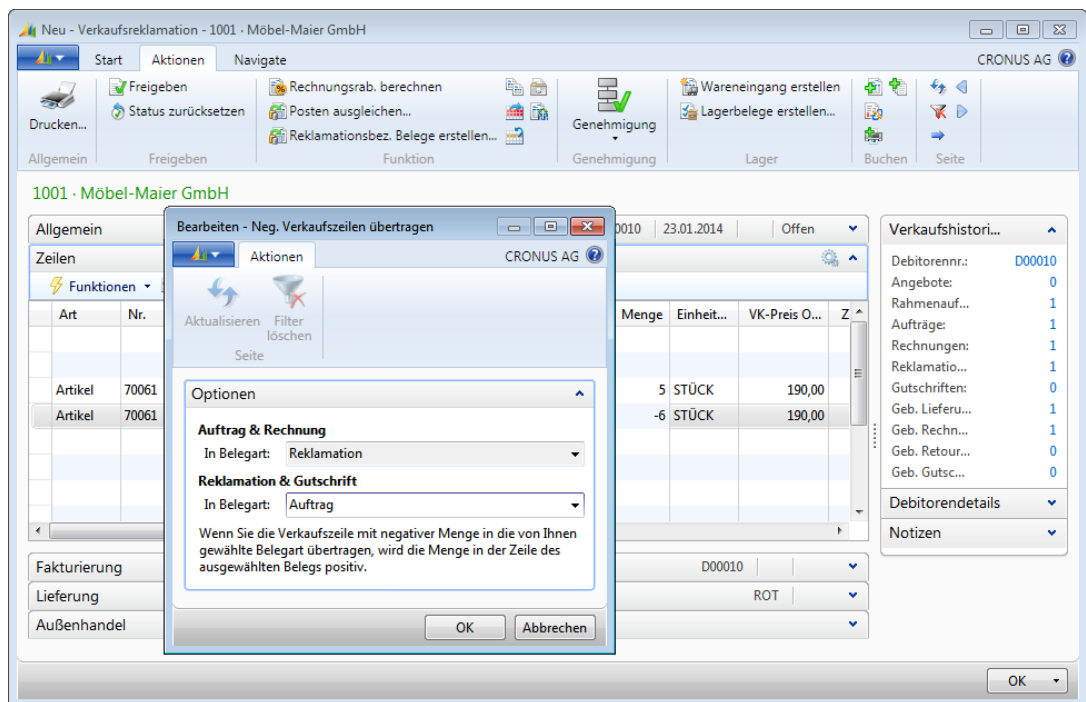 Neu - Verkaufsreklamation - 1001 · Möbel-Maier GmbH
Start Aktionen Navigate CRONUS AG
Freigeben Rechnungsrab. berechnen Wareneingang erstellen
Status zurücksetzen Posten ausgleichen... Lagerbelege erstellen...
Drucken... Genehmigung
Reklamationsbez. Belege erstellen...
Allgemein Freigeben Funktion Genehmigung Lager Buchen Seite
1001 · Möbel-Maier GmbH
Allgemein 0010 23.01.2014 Offen
Zeilen
Funktionen
Art Nr. Menge Einheit... VK-Preis O... Z
Artikel 70061 5 STÜCK 190,00
Artikel 70061 -6 STÜCK 190,00
Fakturierung D00010
Lieferung ROT
Außenhandel
Bearbeiten - Neg. Verkaufszeilen übertragen
Aktionen CRONUS AG
Aktualisieren Filter
löschen
Seite
Optionen
Auftrag & Rechnung
In Belegart: Reklamation
Reklamation & Gutschrift
In Belegart: Auftrag
Wenn Sie die Verkaufszeile mit negativer Menge in die von Ihnen
gewählte Belegart übertragen, wird die Menge in der Zeile des
ausgewählten Belegs positiv.
OK Abbrechen
Verkaufshistori...
Debitorennr.: D00010
Angebote: 0
Rahmenauf... 1
Aufträge: 1
Rechnungen: 1
Reklamatio... 1
Gutschriften: 0
Geb. Lieferu... 1
Geb. Rechn... 1
Geb. Retour... 0
Geb. Gutsc... 0
Debitorendetails
Notizen
OK